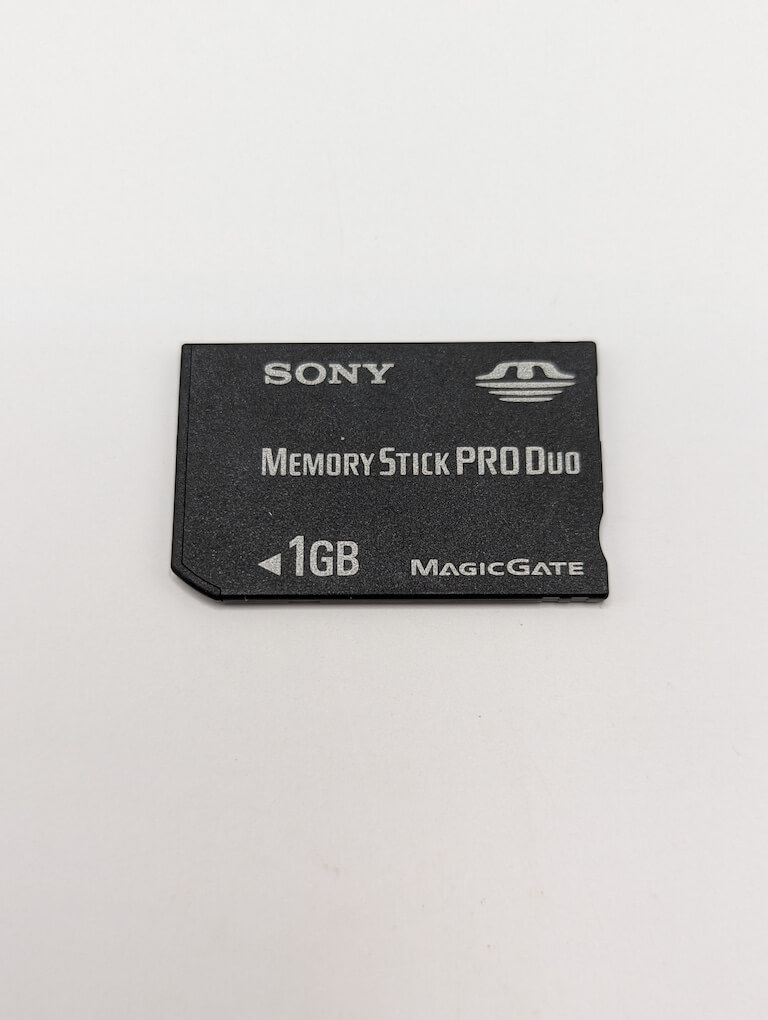 SONY
MEMORY STICK PRO DUO
1GB MAGICGATE